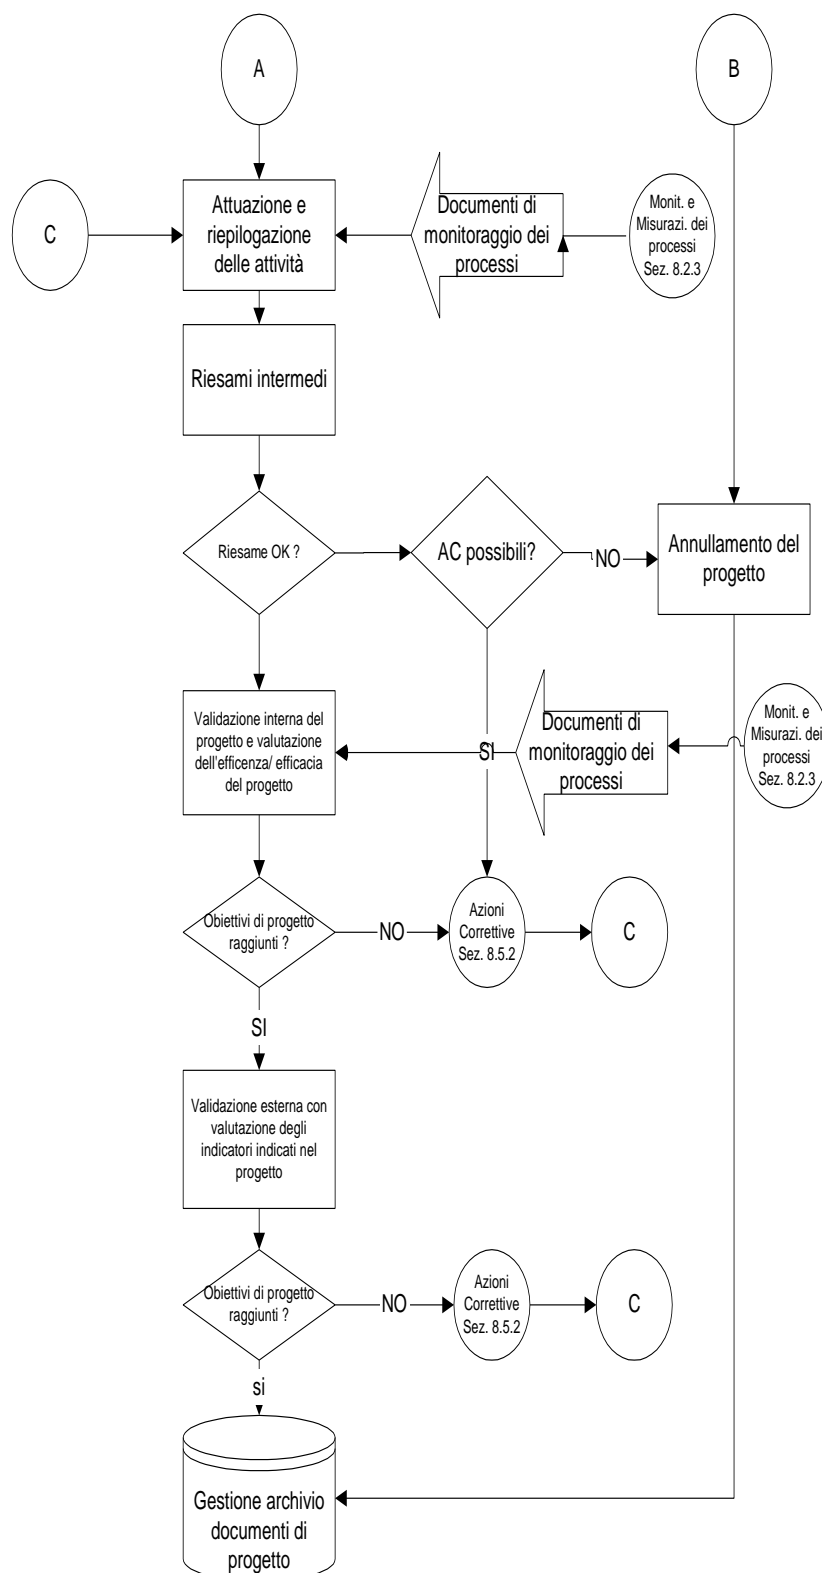 A
B
C
Attuazione e
riepilogazione
delle attività
Documenti di
monitoraggio dei
processi
Monit. e
Misurazi. dei
processi
Sez. 8.2.3
Riesami intermedi
Riesame OK ?
AC possibili?
NO
Annullamento del
progetto
Validazione interna del
progetto e valutazione
dell'efficenza/ efficacia
del progetto
SI
Documenti di
monitoraggio dei
processi
Monit. e
Misurazi. dei
processi
Sez. 8.2.3
Obiettivi di progetto
raggiunti ?
NO
Azioni
Correttive
Sez. 8.5.2
C
SI
Validazione esterna con
valutazione degli
indicatori indicati nel
progetto
Obiettivi di progetto
raggiunti ?
NO
Azioni
Correttive
Sez. 8.5.2
C
si
Gestione archivio
documenti di
progetto